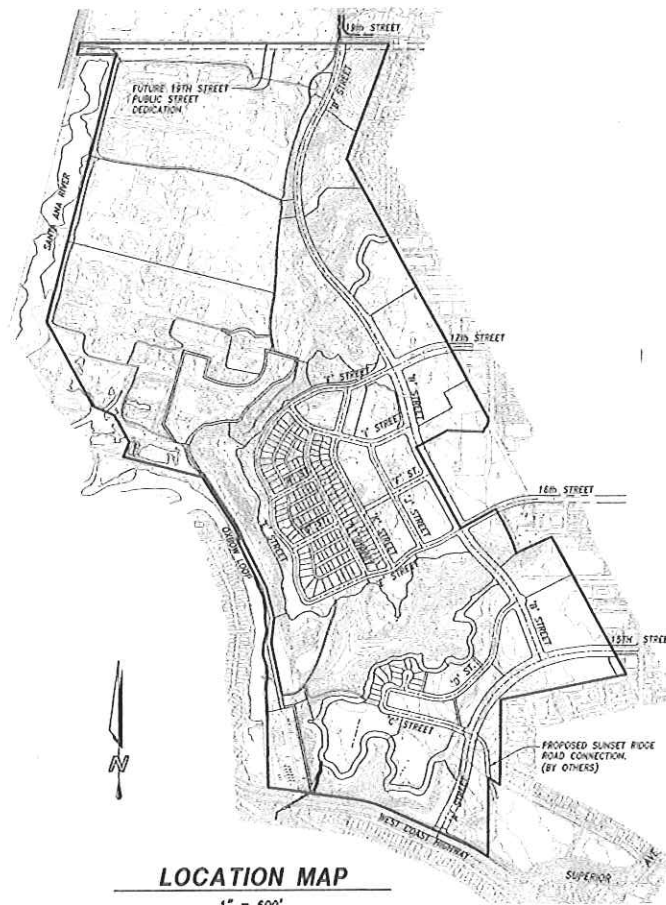 19th STREET
FUTURE 19TH STREET
PUBLIC STREET
DEDICATION.
"B" STREET
SANTA ANA RIVER
17th STREET
"B" STREET
STREET
16th STREET
"J" STREET
STREET
OXBOW LOOP
STREET
"B" STREET
15TH STREET
"D" ST.
"C" STREET
N
PROPOSED SUNSET RIDGE
ROAD CONNECTION.
(BY OTHERS)
"A" STREET
WEST COAST HIGHWAY
SUPERIOR AVE
LOCATION MAP
1" = 600'